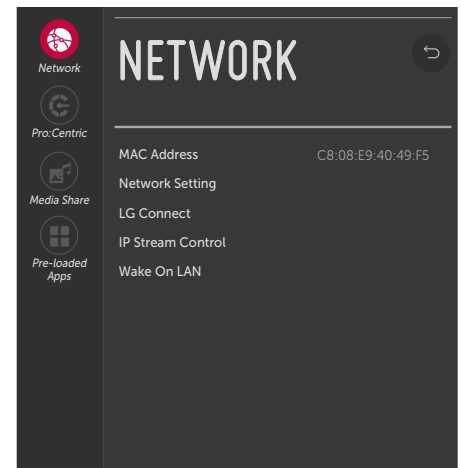 Network
Pro:Centric
Media Share
Pre-loaded
Apps
NETWORK
MAC Address C8:08:E9:40:49:F5
Network Setting
LG Connect
IP Stream Control
Wake On LAN